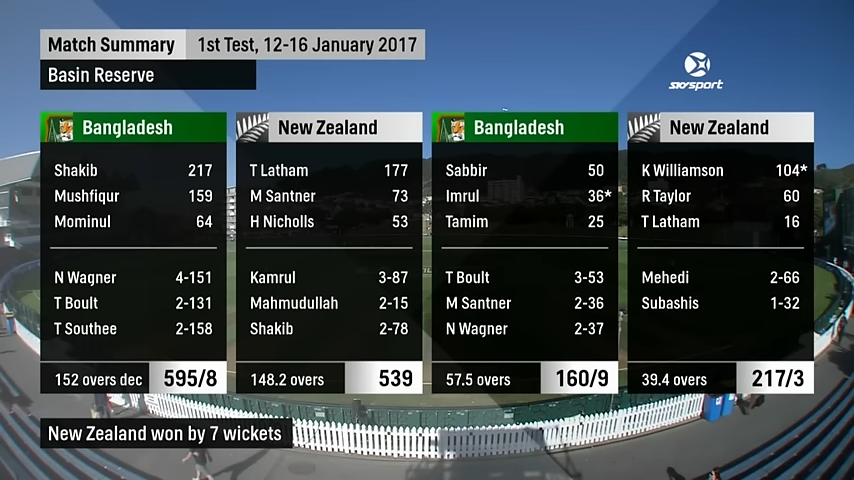 Match Summary 1st Test, 12-16 January 2017
Basin Reserve
sky sport
Bangladesh
Shakib 217
Mushfiqur 159
Mominul 64
N Wagner 4-151
T Boult 2-131
T Southee 2-158
152 overs dec 595/8
New Zealand
T Latham 177
M Santner 73
H Nicholls 53
Kamrul 3-87
Mahmudullah 2-15
Shakib 2-78
148.2 overs 539
Bangladesh
Sabbir 50
Imrul 36*
Tamim 25
T Boult 3-53
M Santner 2-36
N Wagner 2-37
57.5 overs 160/9
New Zealand
K Williamson 104*
R Taylor 60
T Latham 16
Mehedi 2-66
Subashis 1-32
39.4 overs 217/3
New Zealand won by 7 wickets